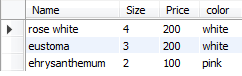 Name Size Price color
rose white 4 200 white
eustoma 3 200 white
ehrysanthemum 2 100 pink